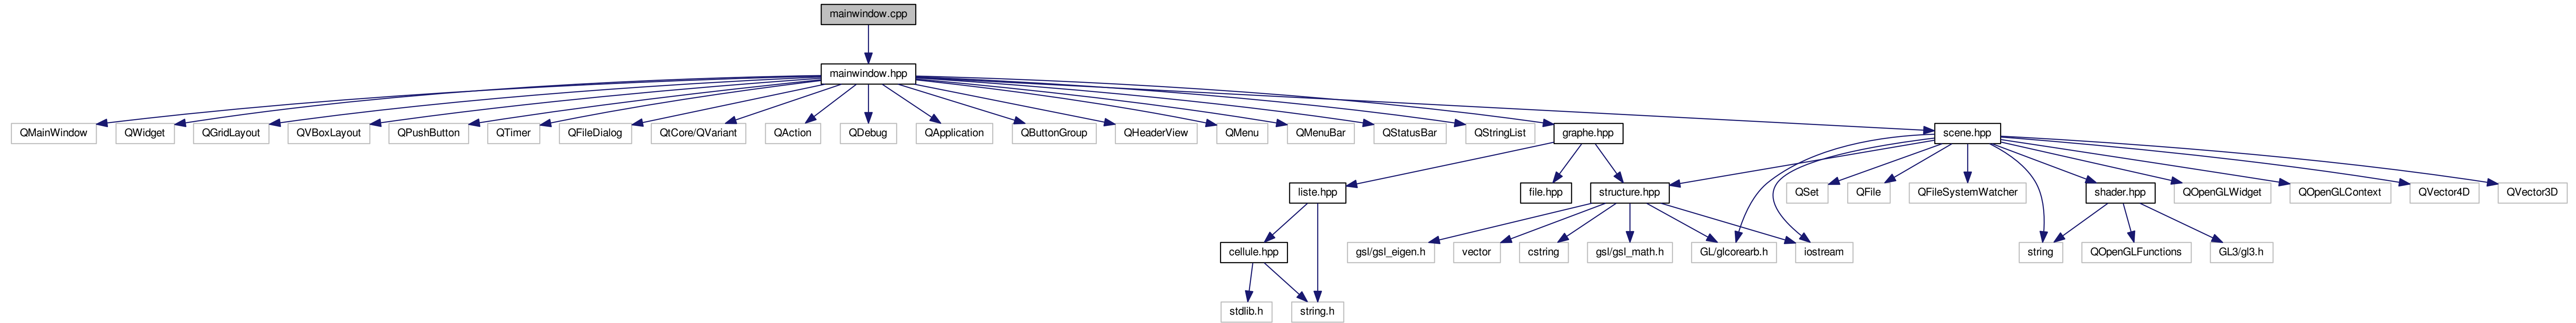 mainwindow.cpp
mainwindow.hpp
QMainWindow
QWidget
QGridLayout
QVBoxLayout
QPushButton
QTimer
QFileDialog
QtCore/QVariant
QAction
QDebug
QApplication
QButtonGroup
QHeaderView
QMenu
QMenuBar
QStatusBar
QStringList
graphe.hpp
scene.hpp
liste.hpp
file.hpp
structure.hpp
QSet
QFile
QFileSystemWatcher
shader.hpp
QOpenGLWidget
QOpenGLContext
QVector4D
QVector3D
cellule.hpp
gsl/gsl_eigen.h
vector
cstring
gsl/gsl_math.h
GL/glcorearb.h
iostream
string
QOpenGLFunctions
GL3/gl3.h
stdlib.h
string.h